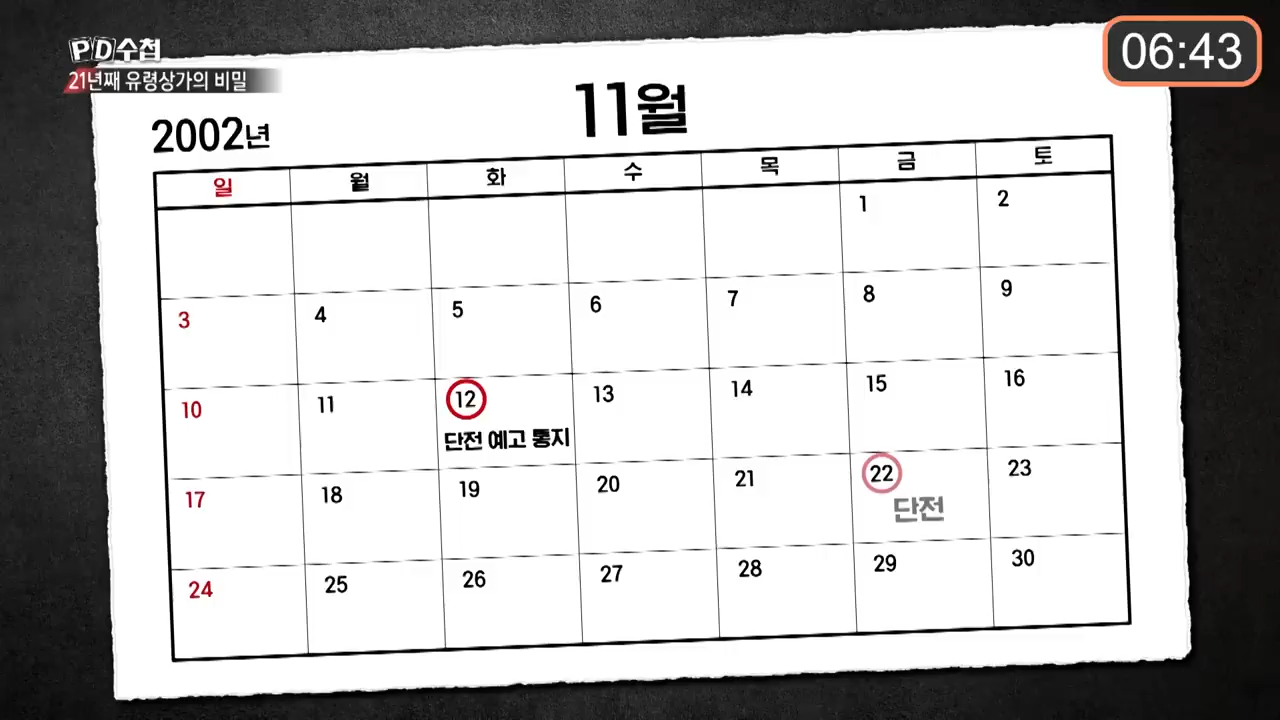 PD수첩
21년째 유령상가의 비밀
06:43
11월
2002년
일 월 화 수 목 금 토
1 2
3 4 5 6 7 8 9
10 11 12 13 14 15 16
단전 예고 통지
17 18 19 20 21 22 23
단전
24 25 26 27 28 29 30